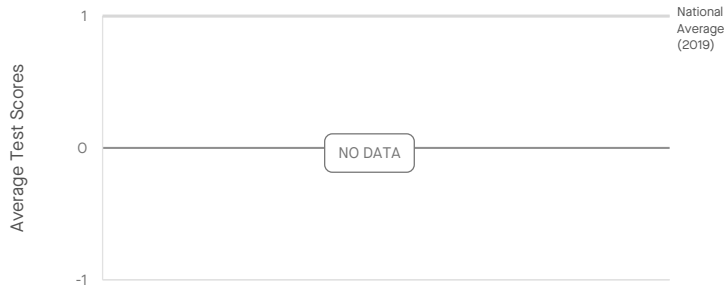 1
National
Average
(2019)
Average Test Scores
0
NO DATA
-1